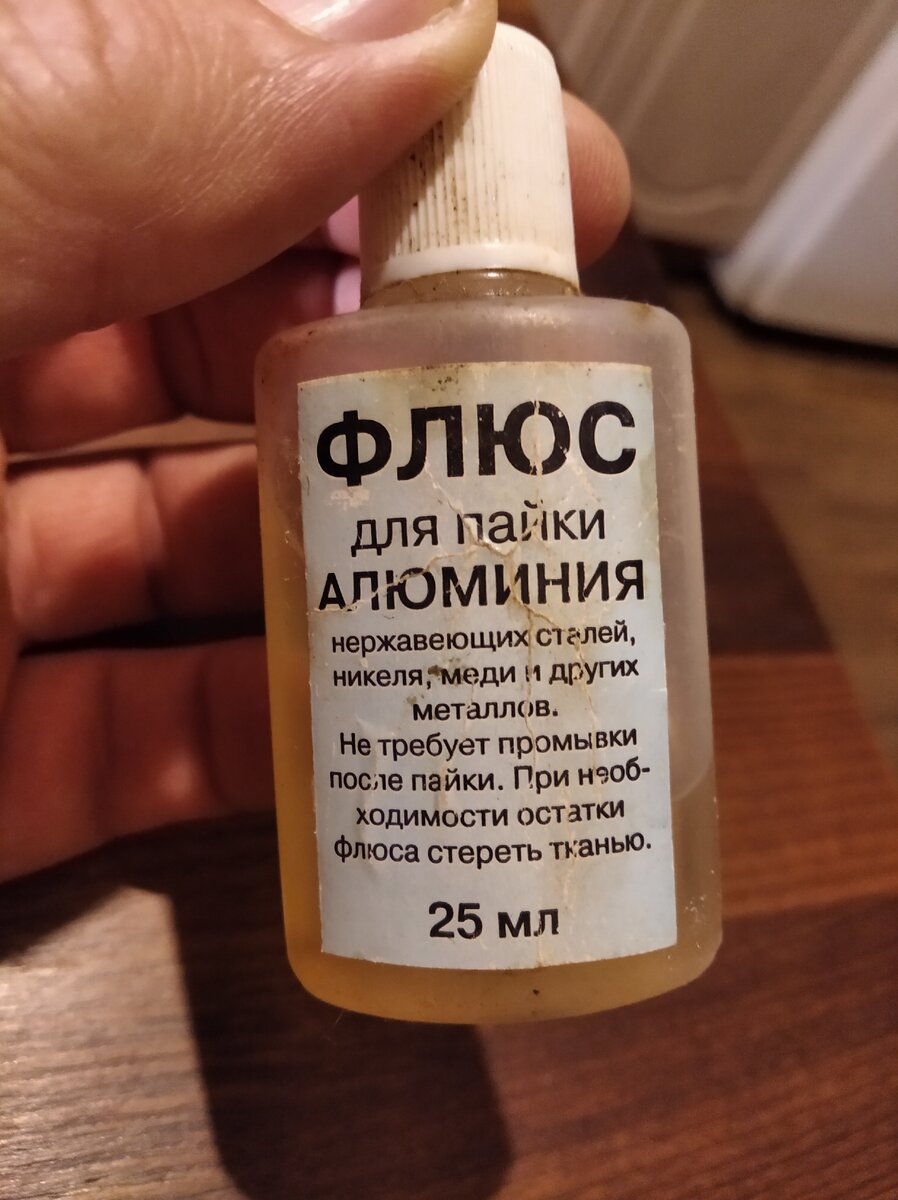 ФЛЮС
для пайки
АЛЮМИНИЯ
нержавеющих сталей,
никеля, меди и других
металлов.
Не требует промывки
после пайки. При необ-
ходимости остатки
флюса стереть тканью.
25 мл